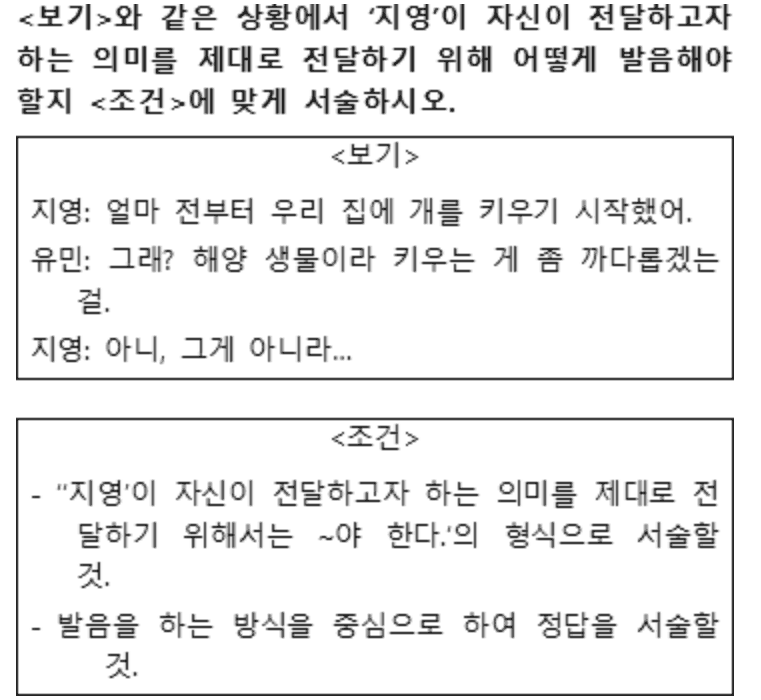 <보기>와 같은 상황에서 ‘지영’이 자신이 전달하고자
하는 의미를 제대로 전달하기 위해 어떻게 발음해야
할지 <조건>에 맞게 서술하시오.
<보기>
지영: 얼마 전부터 우리 집에 개를 키우기 시작했어.
유민: 그래? 해양 생물이라 키우는 게 좀 까다롭겠는
걸.
지영: 아니, 그게 아니라...
<조건>
- "지영'이 자신이 전달하고자 하는 의미를 제대로 전
달하기 위해서는 ~야 한다.'의 형식으로 서술할
것.
- 발음을 하는 방식을 중심으로 하여 정답을 서술할
것.